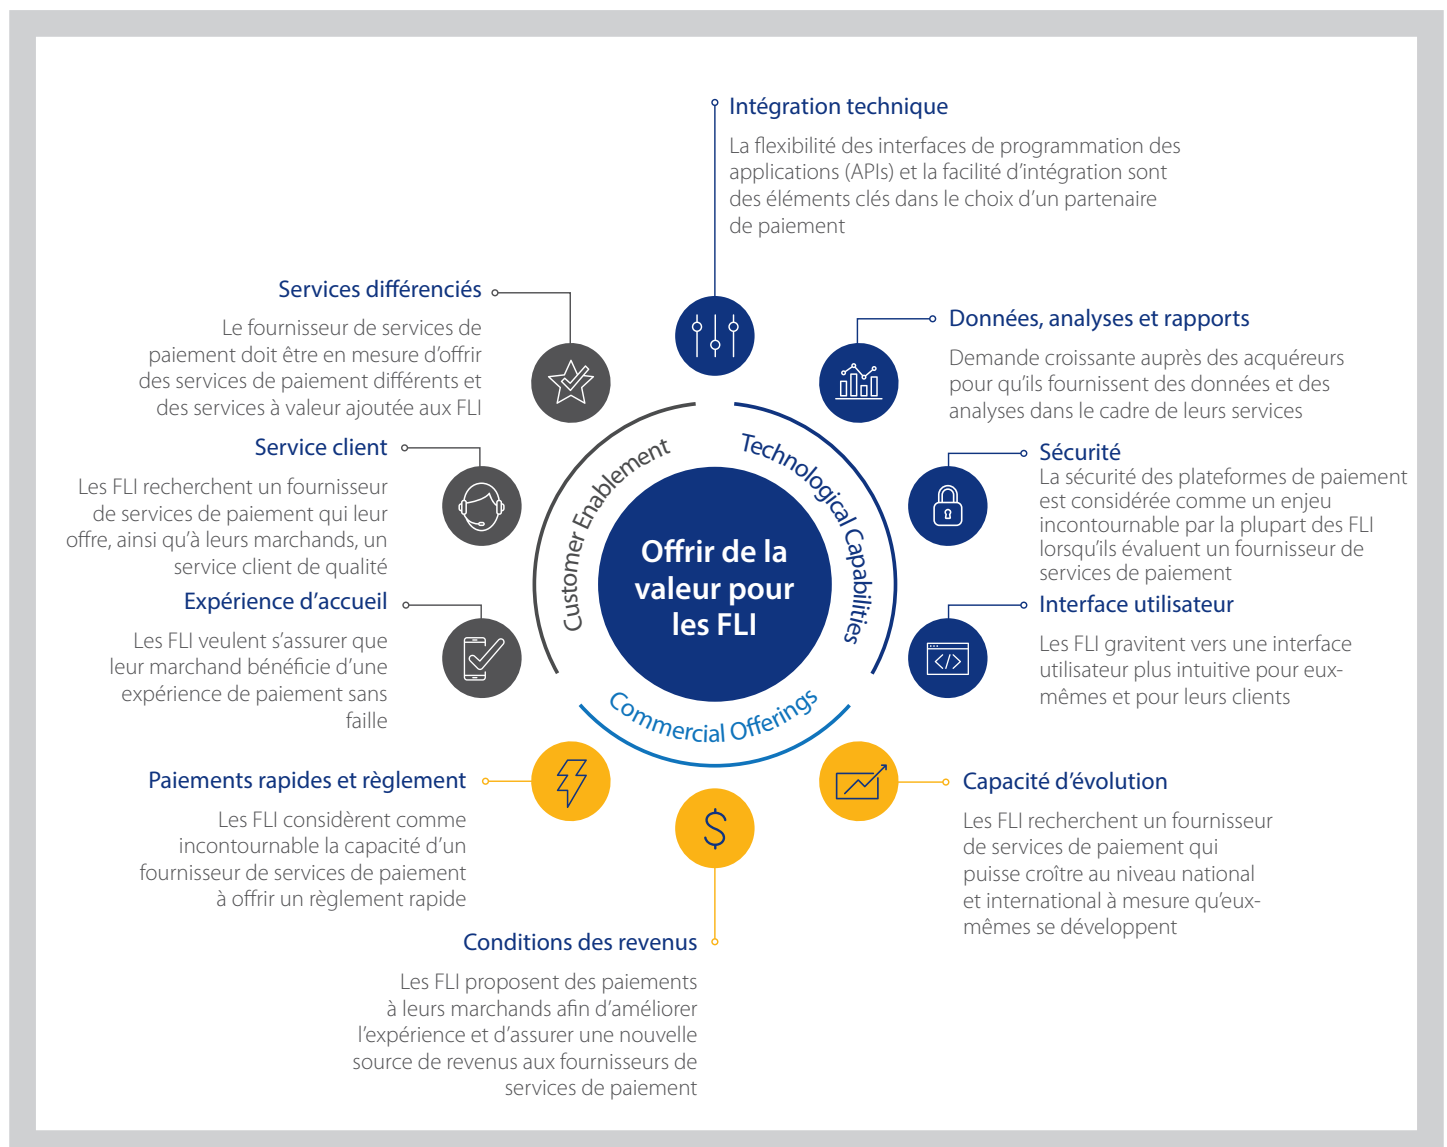 Intégration technique
La flexibilité des interfaces de programmation des
applications (APIs) et la facilité d’intégration sont
des éléments clés dans le choix d’un partenaire
de paiement
Services différenciés
Le fournisseur de services de
paiement doit être en mesure d’offrir
des services de paiement différents et
des services à valeur ajoutée aux FLI
Données, analyses et rapports
Demande croissante auprès des acquéreurs
pour qu’ils fournissent des données et des
analyses dans le cadre de leurs services
Service client
Les FLI recherchent un fournisseur
de services de paiement qui leur
offre, ainsi qu’à leurs marchands, un
service client de qualité
Sécurité
La sécurité des plateformes de paiement
est considérée comme un enjeu
incontournable par la plupart des FLI
lorsqu’ils évaluent un fournisseur de
services de paiement
Customer Enablement
Technological Capabilities
Offrir de la
valeur pour
les FLI
Commercial Offerings
Expérience d’accueil
Les FLI veulent s’assurer que
leur marchand bénéficie d’une
expérience de paiement sans
faille
Interface utilisateur
Les FLI gravitent vers une interface
utilisateur plus intuitive pour eux-
mêmes et pour leurs clients
Paiements rapides et règlement
Les FLI considèrent comme
incontournable la capacité d’un
fournisseur de services de paiement
à offrir un règlement rapide
$
Capacité d’évolution
Les FLI recherchent un fournisseur
de services de paiement qui
puisse croître au niveau national
et international à mesure qu’eux-
mêmes se développent
Conditions des revenus
Les FLI proposent des paiements
à leurs marchands afin d’améliorer
l’expérience et d’assurer une nouvelle
source de revenus aux fournisseurs de
services de paiement